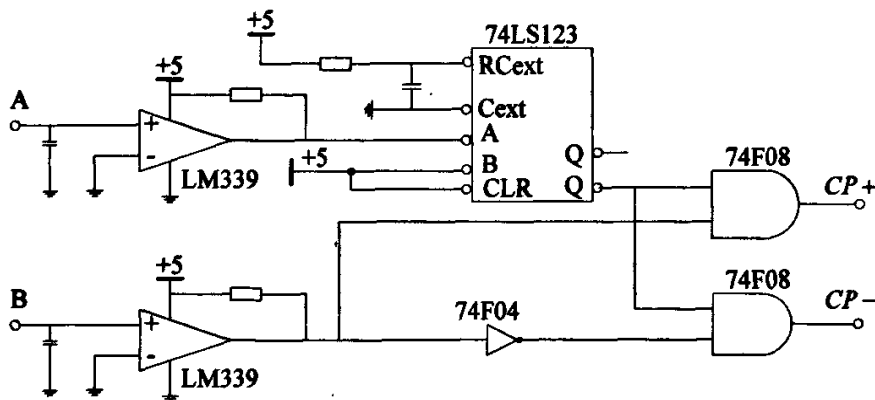 +5
74LS123
RCext
+5
A
Cext
+
-
A
+5
B
Q
74F08
LM339
CLR
Q
CP+
+5
74F08
B
CP−
74F04
+
-
LM339